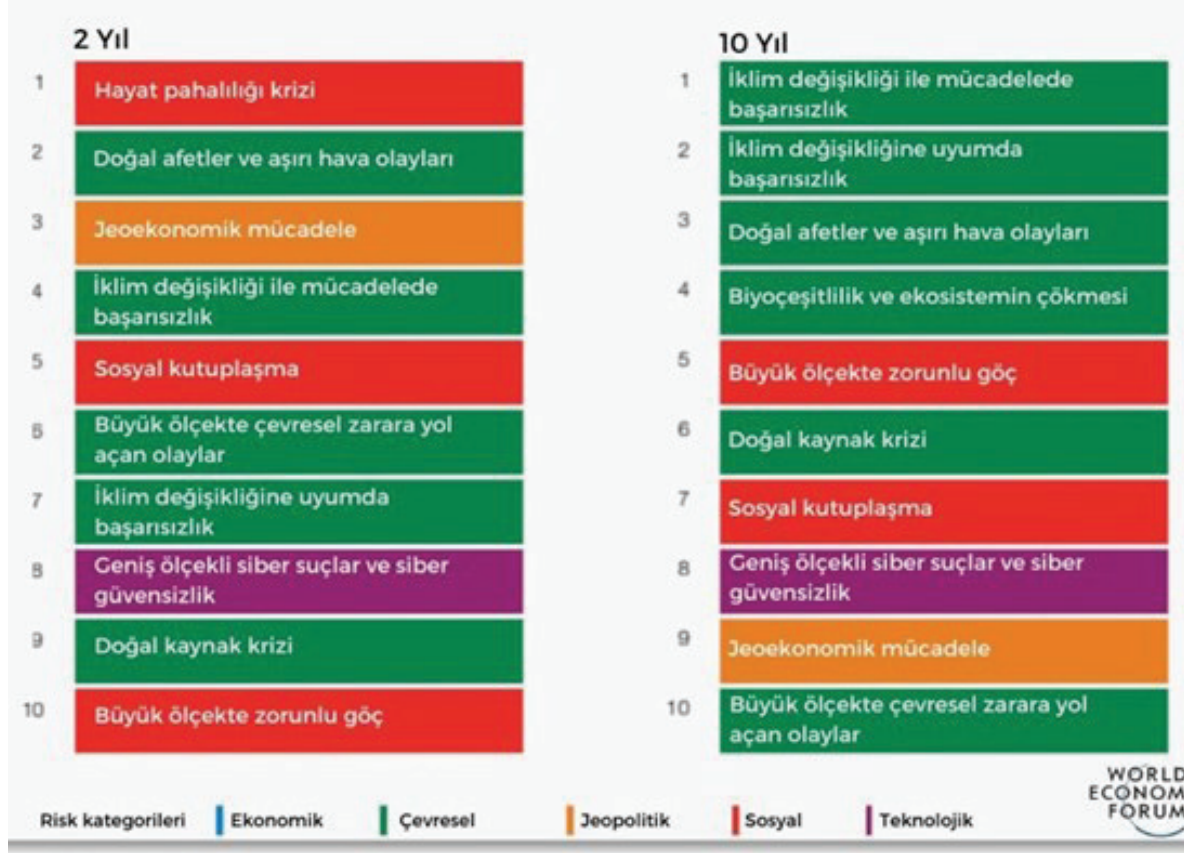 2 Yıl
1
Hayat pahalılığı krizi
2
Doğal afetler ve aşırı hava olayları
3
Jeoekonomik mücadele
4
İklim değişikliği ile mücadelede
başarısızlık
5
Sosyal kutuplaşma
6
Büyük ölçekte çevresel zarara yol
açan olaylar
7
İklim değişikliğine uyumda
başarısızlık
8
Geniş ölçekli siber suçlar ve siber
güvensizlik
9
Doğal kaynak krizi
10
Büyük ölçekte zorunlu göç
10 Yıl
1
İklim değişikliği ile mücadelede
başarısızlık
2
İklim değişikliğine uyumda
başarısızlık
3
Doğal afetler ve aşırı hava olayları
4
Biyoçeşitlilik ve ekosistemin çökmesi
5
Büyük ölçekte zorunlu göç
6
Doğal kaynak krizi
7
Sosyal kutuplaşma
8
Geniş ölçekli siber suçlar ve siber
güvensizlik
9
Jeoekonomik mücadele
10
Büyük ölçekte çevresel zarara yol
açan olaylar
Risk kategorileri Ekonomik Çevresel Jeopolitik Sosyal Teknolojik
WORLD
ECONOM
FORUM